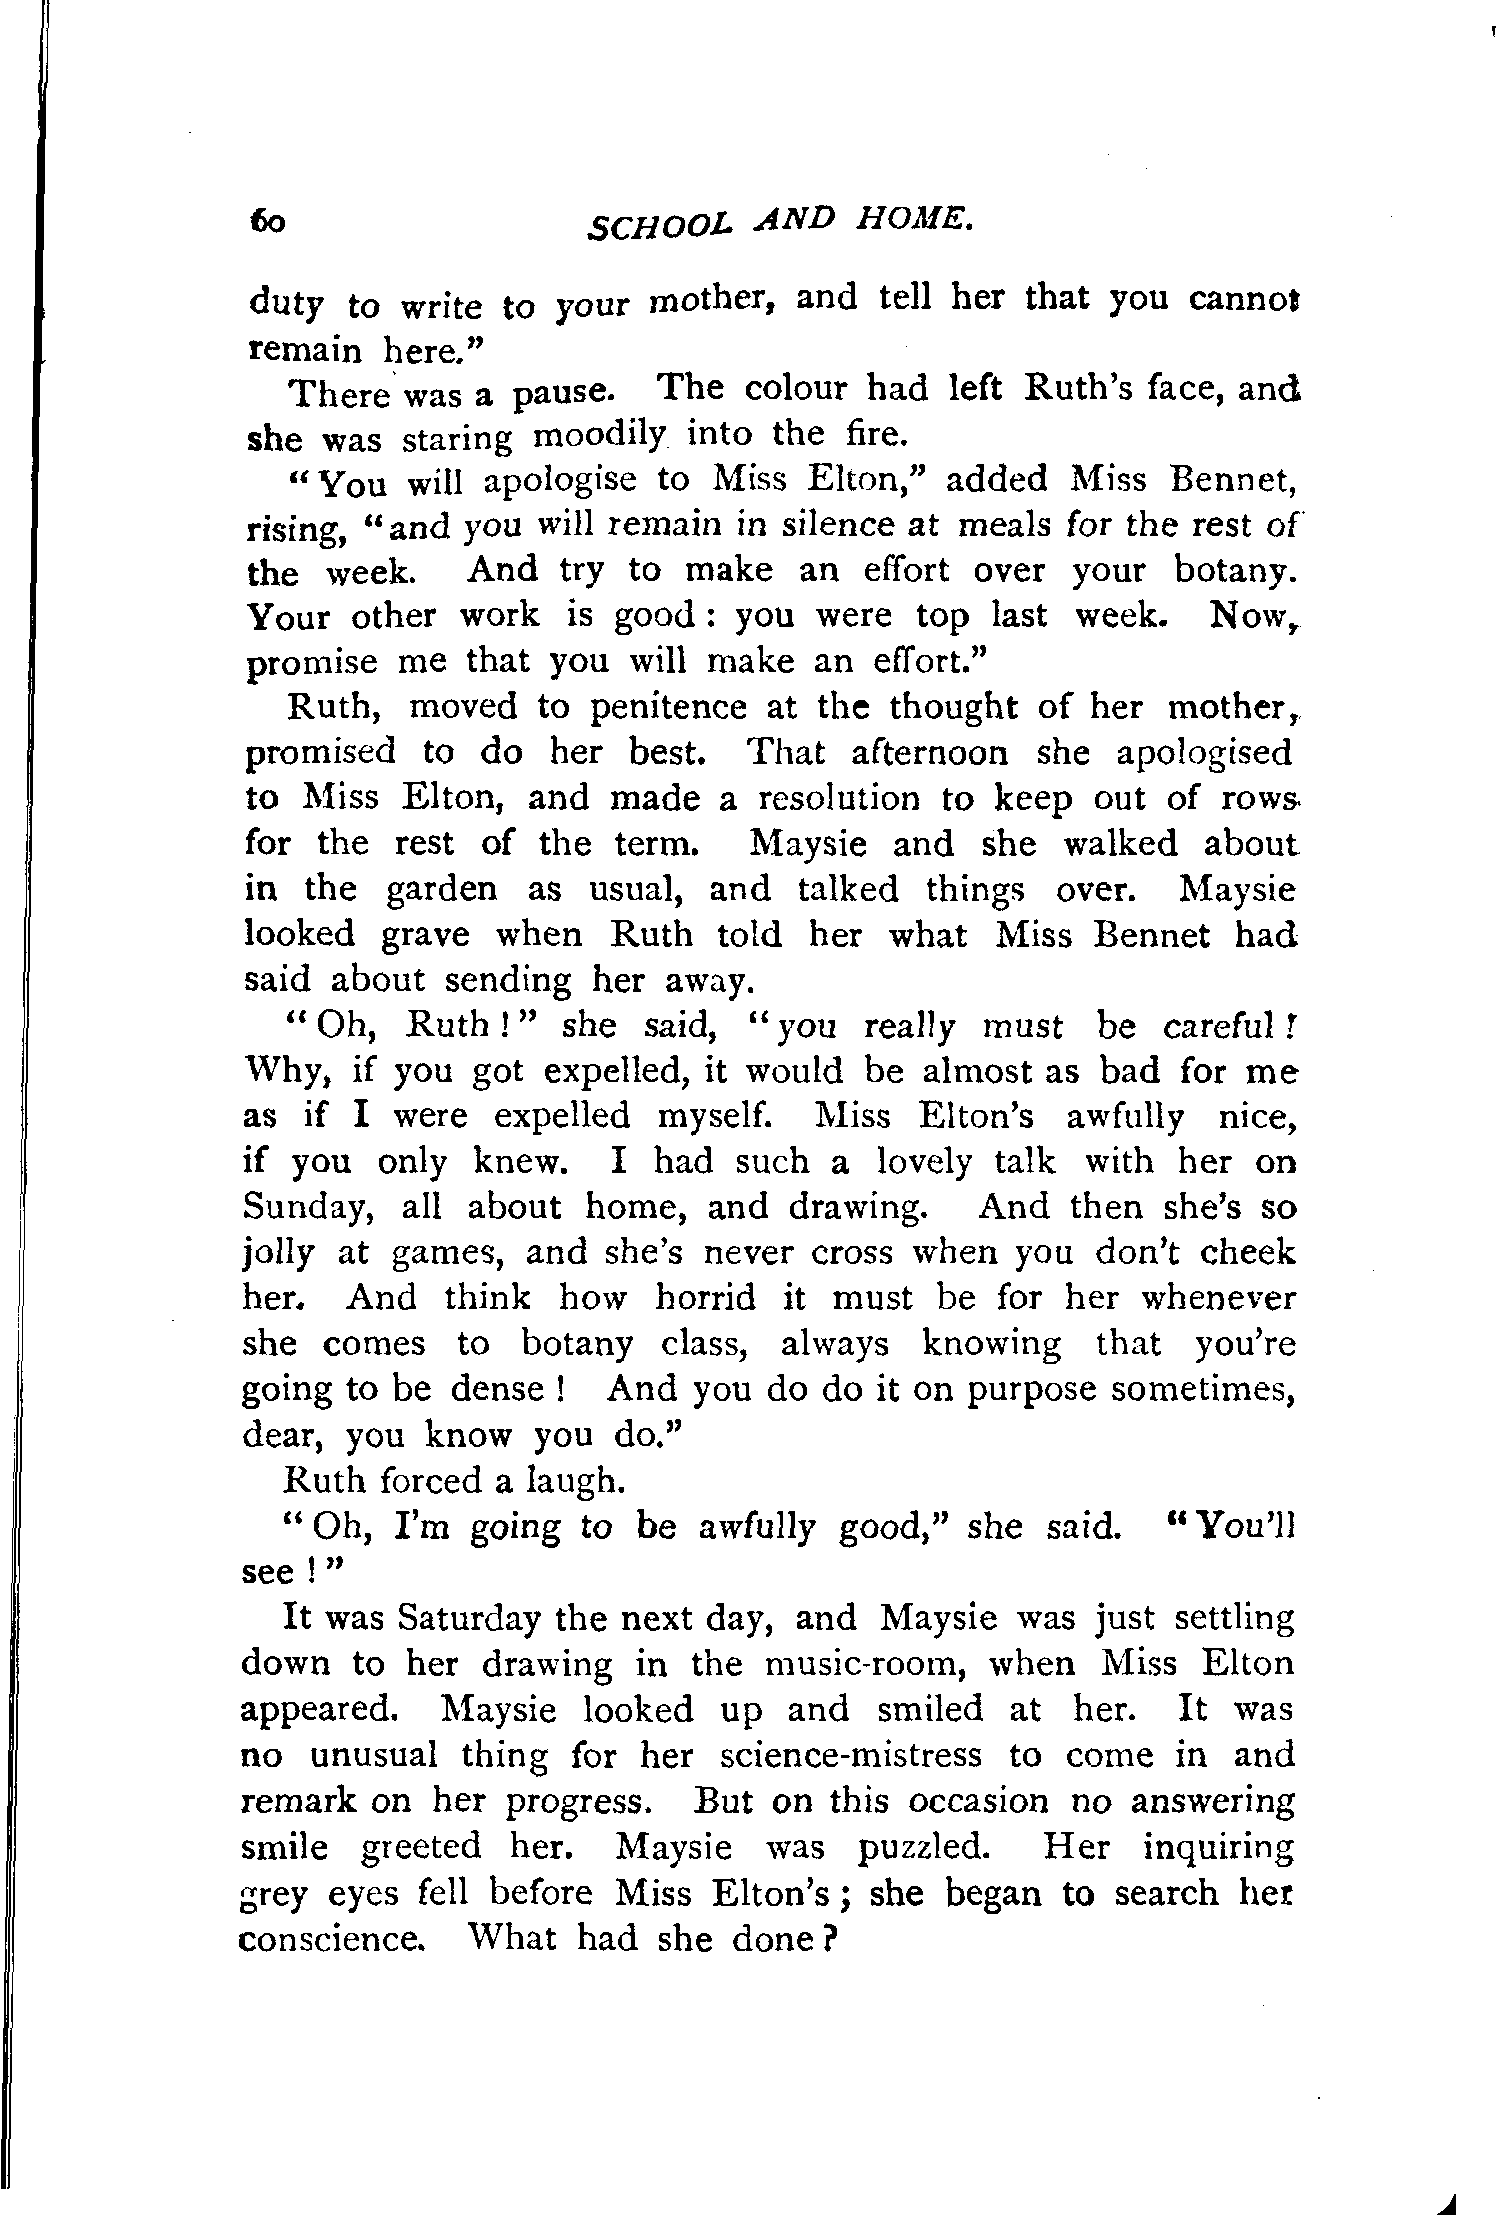 60 SCHOOL AND HOME.
duty to write to your mother, and tell her that you cannot
remain here.”
There was a pause. The colour had left Ruth’s face, and
she was staring moodily into the fire.
“You will apologise to Miss Elton,” added Miss Bennet,
rising, “and you will remain in silence at meals for the rest of
the week. And try to make an effort over your botany.
Your other work is good : you were top last week. Now,
promise me that you will make an effort.”
Ruth, moved to penitence at the thought of her mother,
promised to do her best. That afternoon she apologised
to Miss Elton, and made a resolution to keep out of rows
for the rest of the term. Maysie and she walked about
in the garden as usual, and talked things over. Maysie
looked grave when Ruth told her what Miss Bennet had
said about sending her away.
“Oh, Ruth !” she said, “you really must be careful !
Why, if you got expelled, it would be almost as bad for me
as if I were expelled myself. Miss Elton’s awfully nice,
if you only knew. I had such a lovely talk with her on
Sunday, all about home, and drawing. And then she’s so
jolly at games, and she’s never cross when you don’t cheek
her. And think how horrid it must be for her whenever
she comes to botany class, always knowing that you’re
going to be dense ! And you do do it on purpose sometimes,
dear, you know you do.”
Ruth forced a laugh.
“Oh, I’m going to be awfully good,” she said. “You’ll
see !”
It was Saturday the next day, and Maysie was just settling
down to her drawing in the music-room, when Miss Elton
appeared. Maysie looked up and smiled at her. It was
no unusual thing for her science-mistress to come in and
remark on her progress. But on this occasion no answering
smile greeted her. Maysie was puzzled. Her inquiring
grey eyes fell before Miss Elton’s ; she began to search her
conscience. What had she done ?